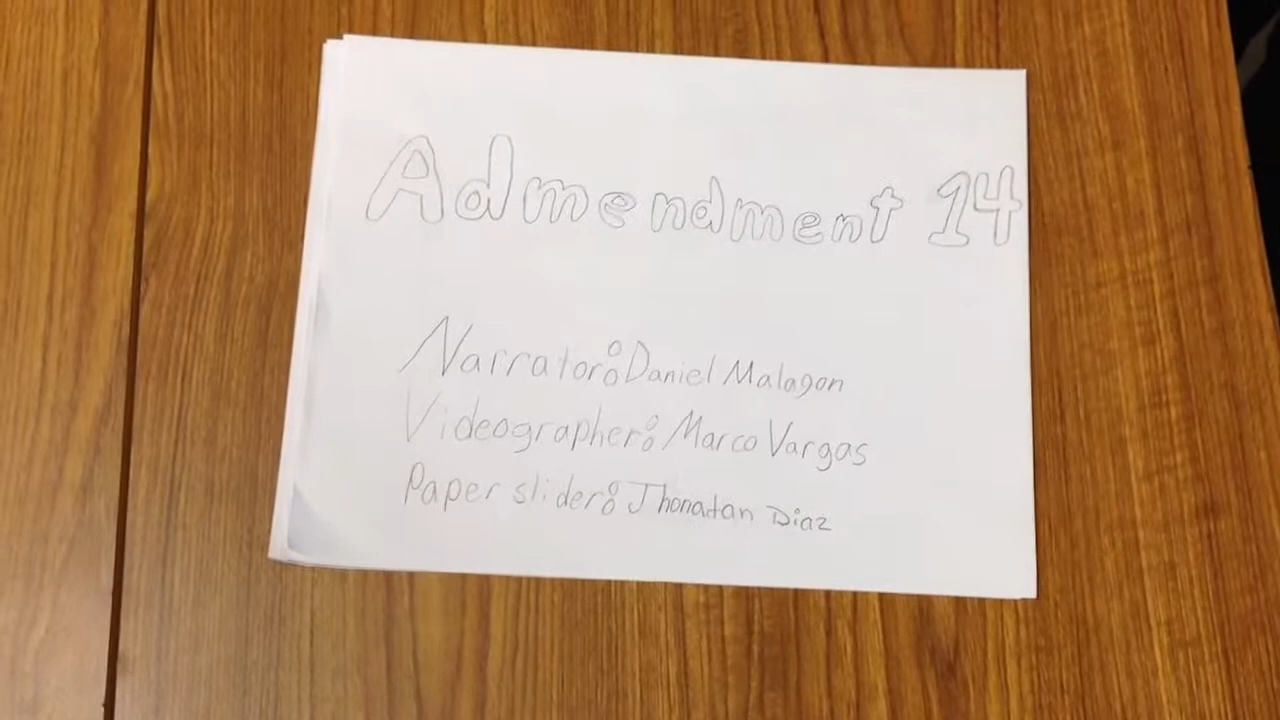 Admendment 14
Narrator: Daniel Malagon
Videographer: Marco Vargas
Paper slider: Jhonatan Diaz